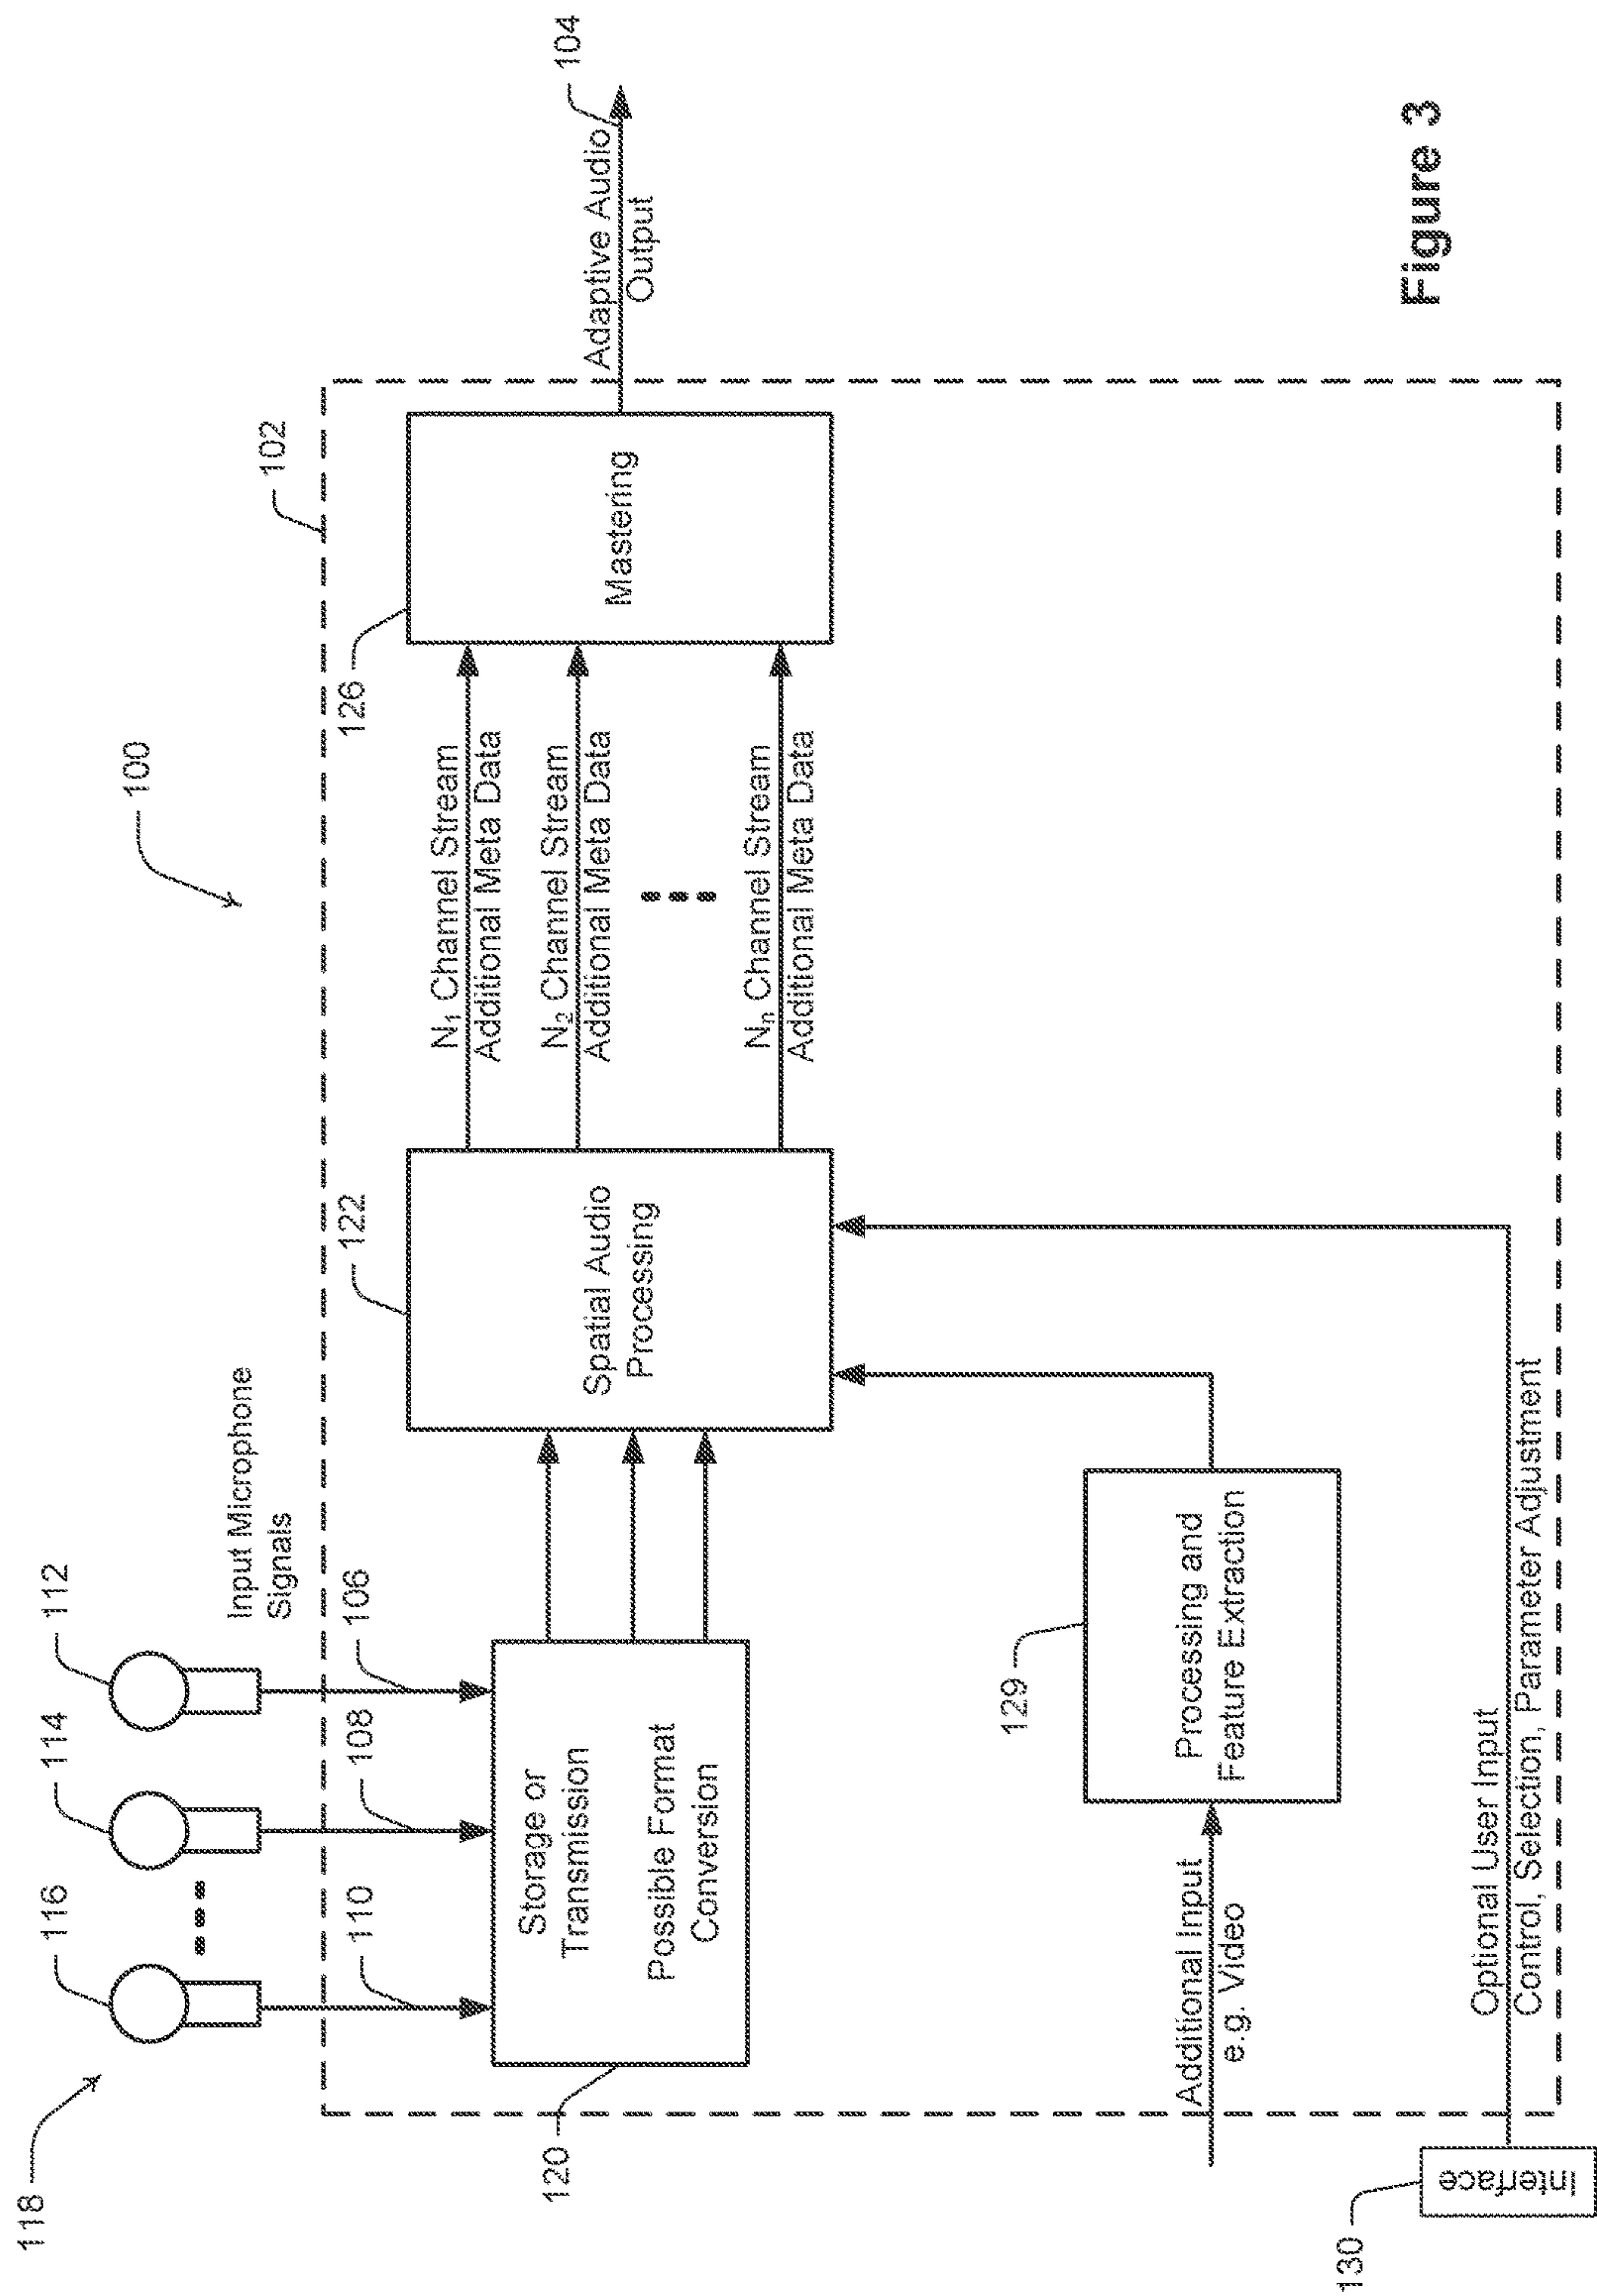 100
118
116
114
112
Input Microphone
Signals
102
110
108
106
120
Storage or
Transmission
Possible Format
Conversion
122
Spatial Audio
Processing
N₁ Channel Stream
Additional Meta Data
N₂ Channel Stream
Additional Meta Data
Nₙ Channel Stream
Additional Meta Data
126
Mastering
Adaptive Audio
Output
104
Additional Input
e.g. Video
129
Processing and
Feature Extraction
130
Interface
Optional User Input
Control, Selection, Parameter Adjustment
Figure 3